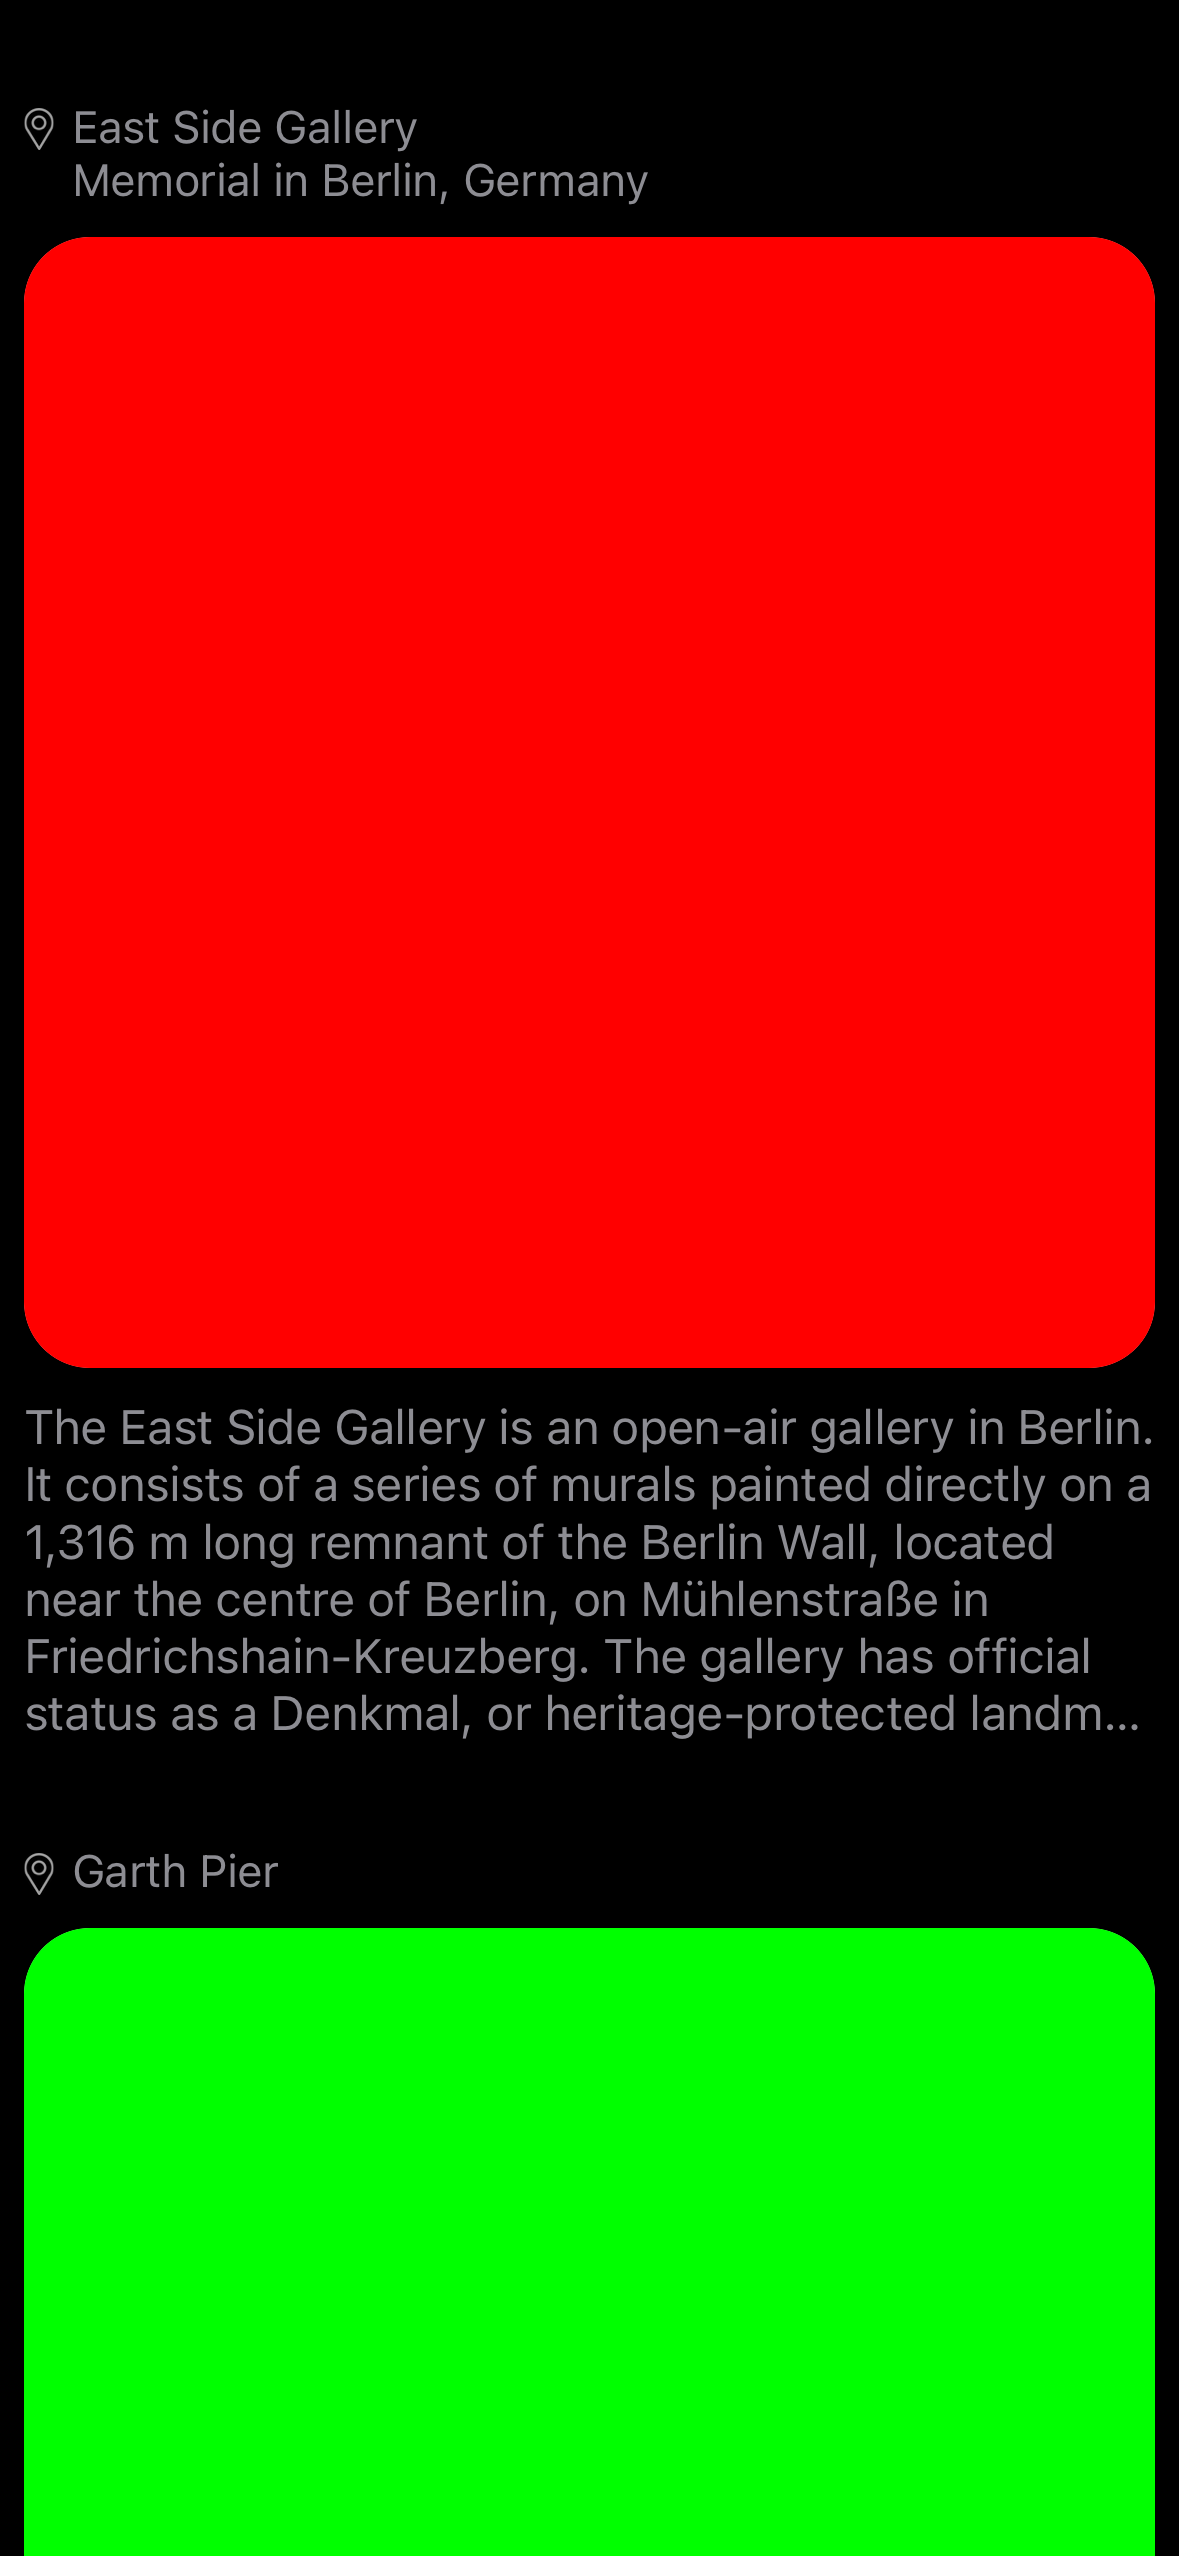 East Side Gallery
Memorial in Berlin, Germany
The East Side Gallery is an open-air gallery in Berlin.
It consists of a series of murals painted directly on a
1,316 m long remnant of the Berlin Wall, located
near the centre of Berlin, on Mühlenstraße in
Friedrichshain-Kreuzberg. The gallery has official
status as a Denkmal, or heritage-protected landm...
Garth Pier